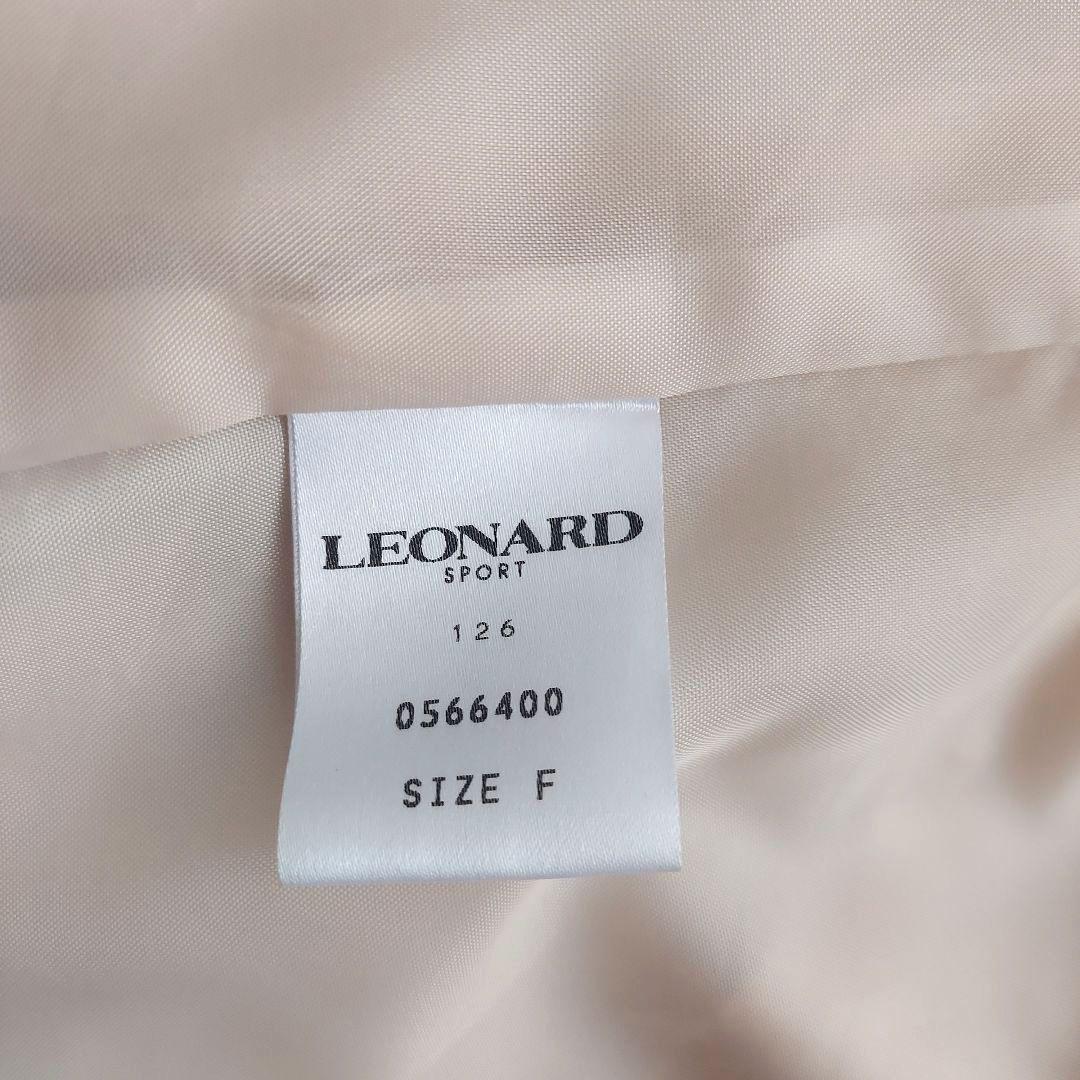 LEONARD
SPORT
126
0566400
SIZE F